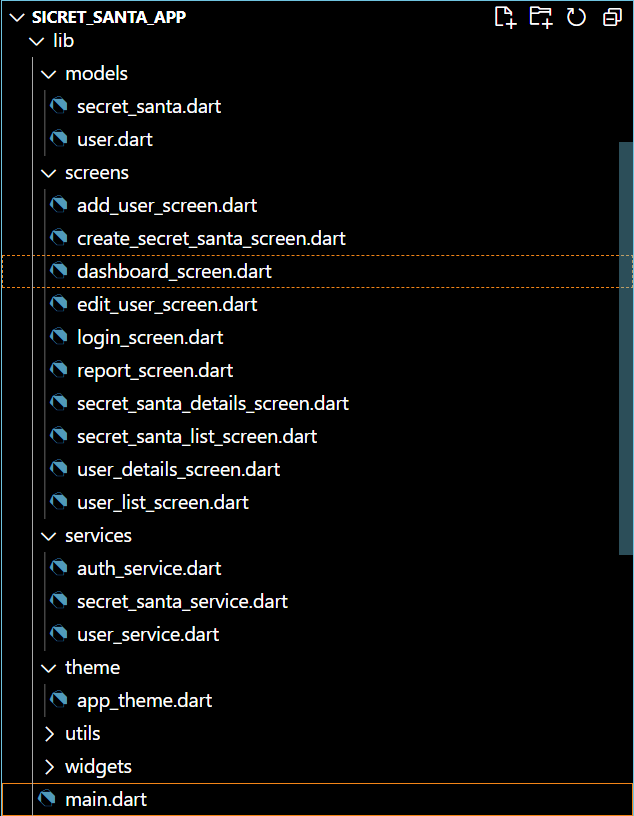 SICRET_SANTA_APP
lib
models
secret_santa.dart
user.dart
screens
add_user_screen.dart
create_secret_santa_screen.dart
dashboard_screen.dart
edit_user_screen.dart
login_screen.dart
report_screen.dart
secret_santa_details_screen.dart
secret_santa_list_screen.dart
user_details_screen.dart
user_list_screen.dart
services
auth_service.dart
secret_santa_service.dart
user_service.dart
theme
app_theme.dart
utils
widgets
main.dart